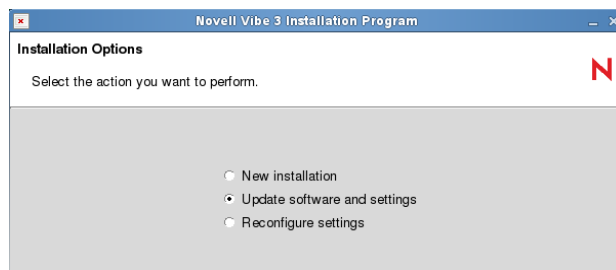 Novell Vibe 3 Installation Program
Installation Options
Select the action you want to perform.
N
New installation
Update software and settings
Reconfigure settings